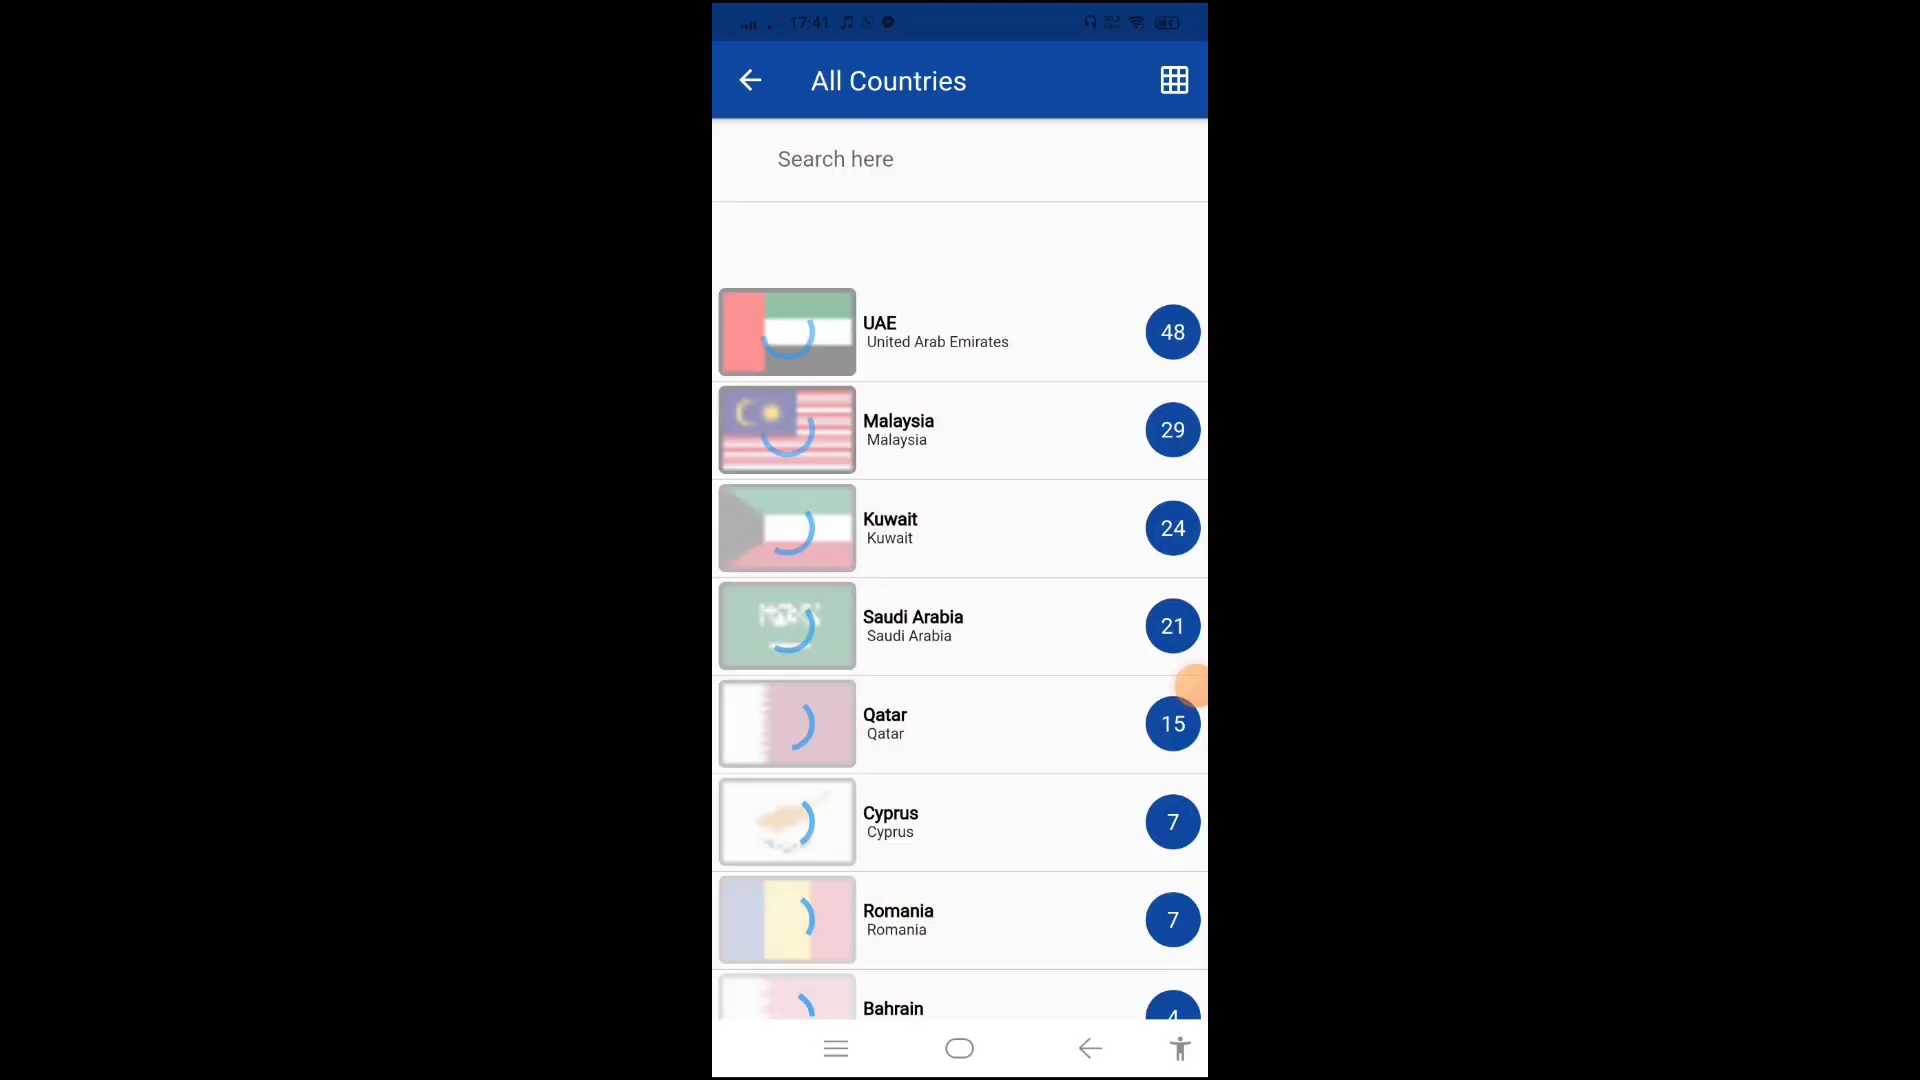 17:41
All Countries
Search here
UAE
United Arab Emirates
48
Malaysia
Malaysia
29
Kuwait
Kuwait
24
Saudi Arabia
Saudi Arabia
21
Qatar
Qatar
15
Cyprus
Cyprus
7
Romania
Romania
7
Bahrain
4